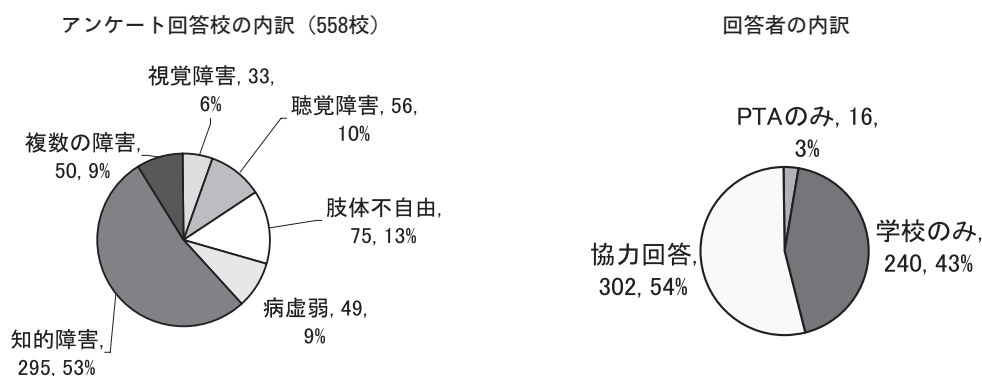 アンケート回答校の内訳（558校）
視覚障害, 33,
6%
聴覚障害, 56,
10%
複数の障害,
50, 9%
肢体不自由,
75, 13%
病虚弱, 49,
9%
知的障害,
295, 53%
回答者の内訳
PTAのみ, 16,
3%
学校のみ,
240, 43%
協力回答,
302, 54%